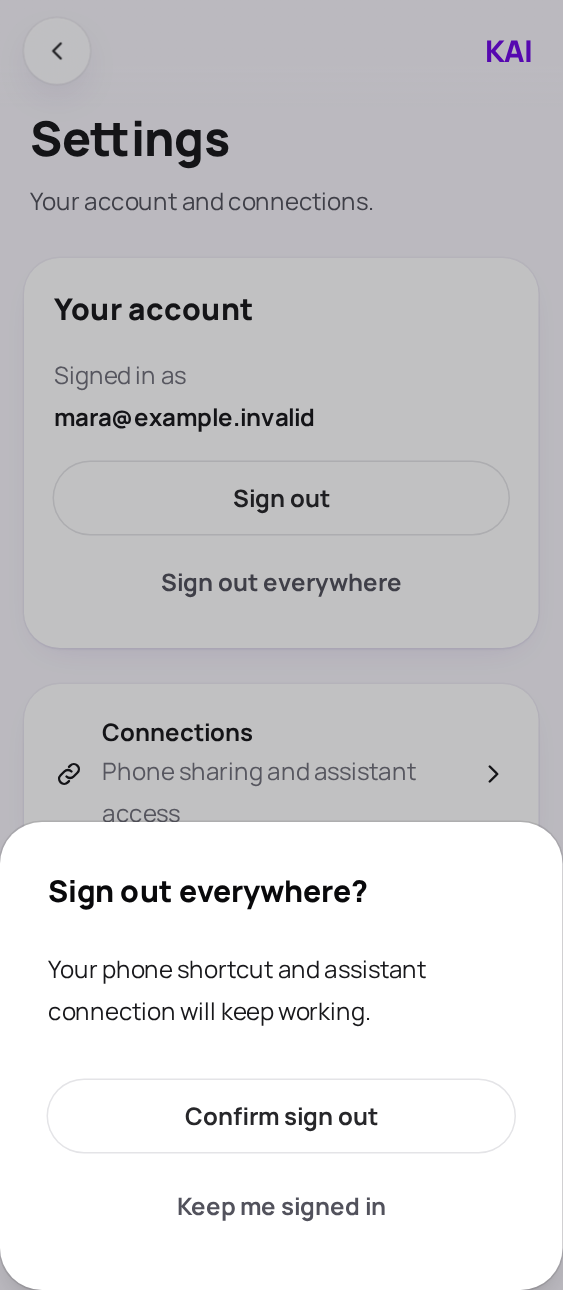 KAI
Settings
Your account and connections.
Your account
Signed in as
mara@example.invalid
Sign out
Sign out everywhere
Connections
Phone sharing and assistant
access
Sign out everywhere?
Your phone shortcut and assistant
connection will keep working.
Confirm sign out
Keep me signed in